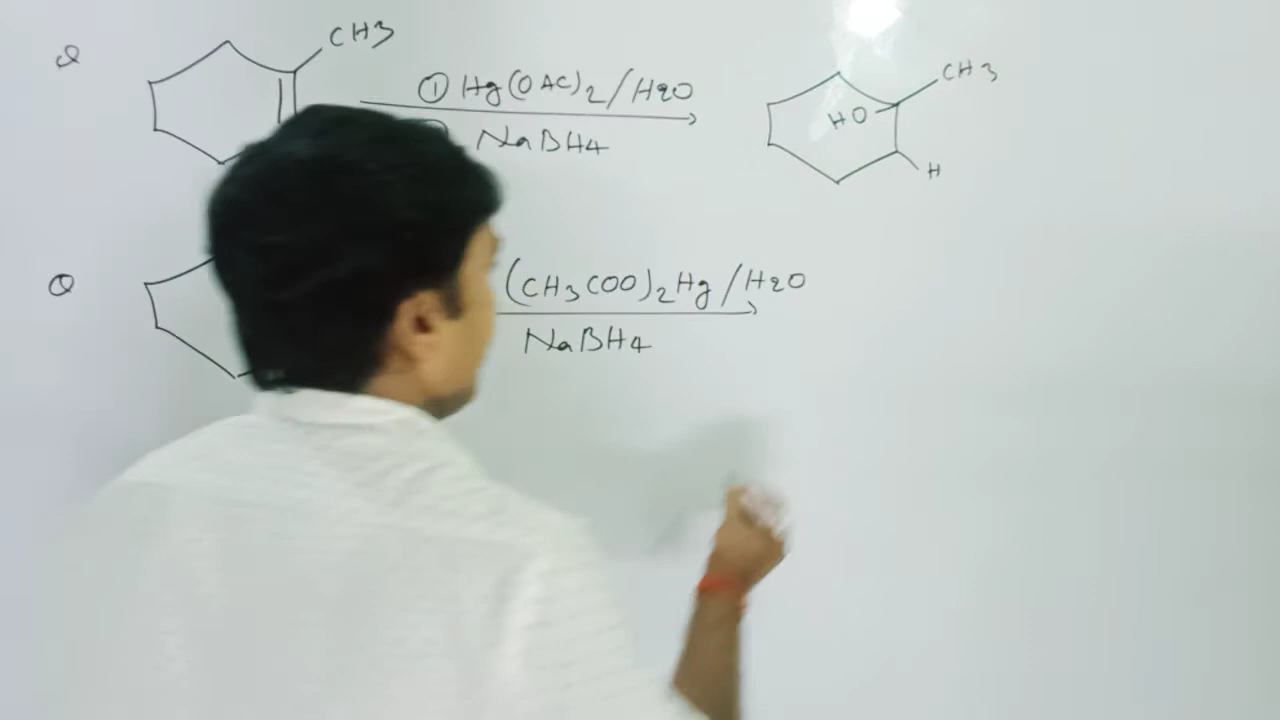 Q
CH3
① Hg(OAC)2/H2O
NaBH4
CH3
HO
H
Q
(CH3COO)2Hg/H2O
NaBH4